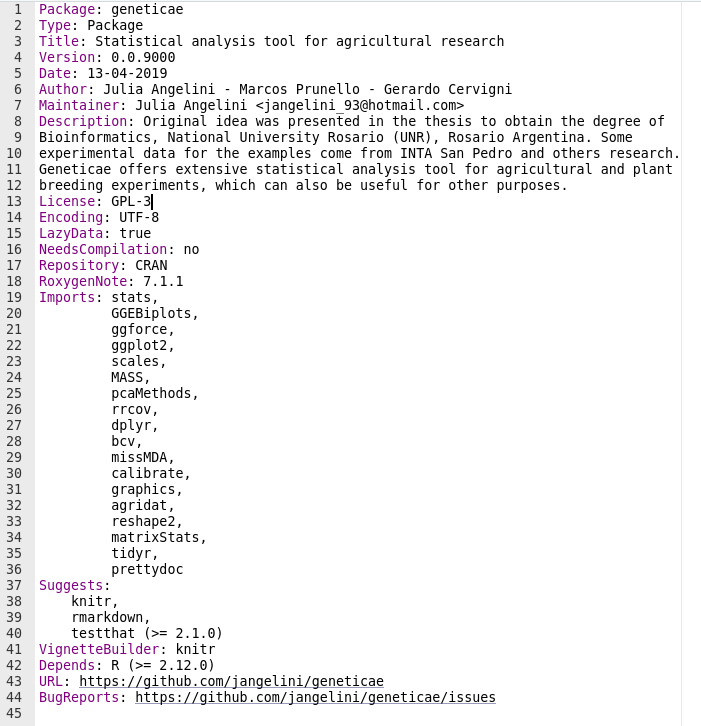 1 Package: geneticae
2 Type: Package
3 Title: Statistical analysis tool for agricultural research
4 Version: 0.0.9000
5 Date: 13-04-2019
6 Author: Julia Angelini - Marcos Prunello - Gerardo Cervigni
7 Maintainer: Julia Angelini <jangelini_93@hotmail.com>
8 Description: Original idea was presented in the thesis to obtain the degree of
9 Bioinformatics, National University Rosario (UNR), Rosario Argentina. Some
10 experimental data for the examples come from INTA San Pedro and others research.
11 Geneticae offers extensive statistical analysis tool for agricultural and plant
12 breeding experiments, which can also be useful for other purposes.
13 License: GPL-3
14 Encoding: UTF-8
15 LazyData: true
16 NeedsCompilation: no
17 Repository: CRAN
18 RoxygenNote: 7.1.1
19 Imports: stats,
20 GGEBiplots,
21 ggforce,
22 ggplot2,
23 scales,
24 MASS,
25 pcaMethods,
26 rrcov,
27 dplyr,
28 bcv,
29 missMDA,
30 calibrate,
31 graphics,
32 agridat,
33 reshape2,
34 matrixStats,
35 tidyr,
36 prettydoc
37 Suggests:
38 knitr,
39 rmarkdown,
40 testthat (>= 2.1.0)
41 VignetteBuilder: knitr
42 Depends: R (>= 2.12.0)
43 URL: https://github.com/jangelini/geneticae
44 BugReports: https://github.com/jangelini/geneticae/issues
45